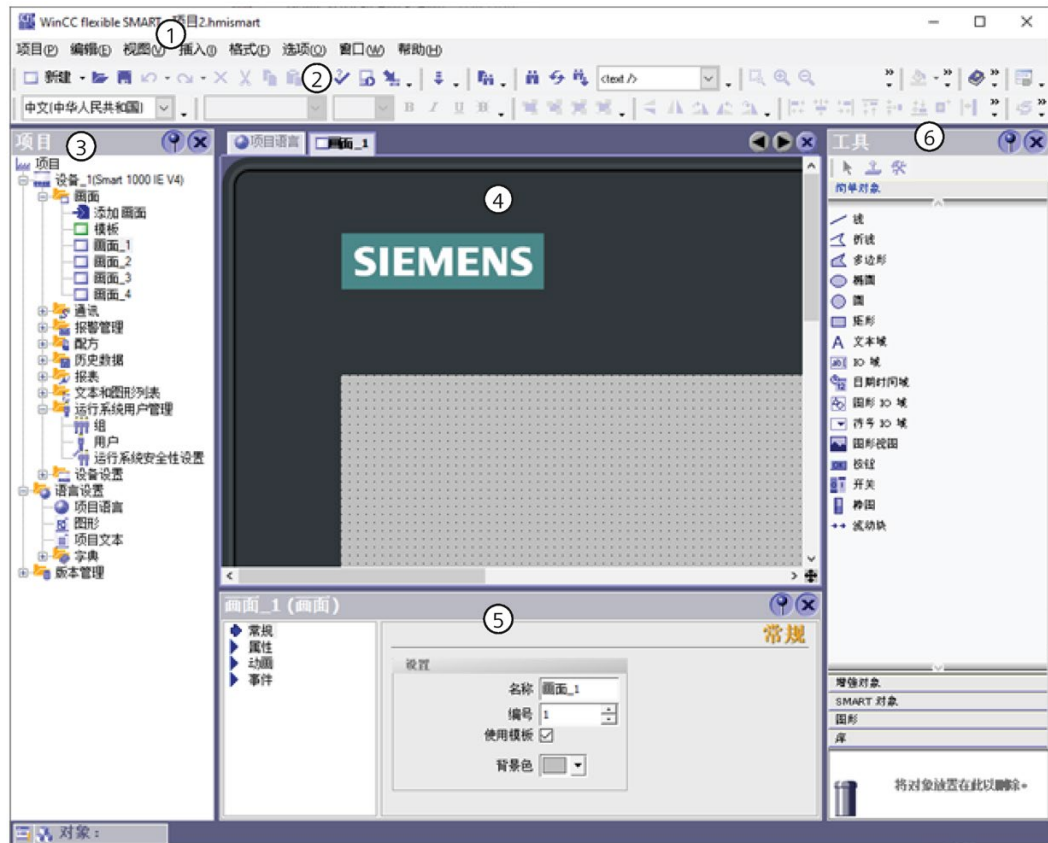 WinCC flexible SMART - 项目2.hmismart
①
项目(P) 编辑(E) 视图(V) 插入(I) 格式(F) 选项(O) 窗口(W) 帮助(H)
新建
②
<text />
中文(中华人民共和国)
B I U
项目
③
项目
设备_1(Smart 1000 IE V4)
画面
添加 画面
模板
画面_1
画面_2
画面_3
画面_4
通讯
报警管理
配方
历史数据
报表
文本和图形列表
运行系统用户管理
组
用户
运行系统安全性设置
设备设置
语言设置
项目语言
图形
项目文本
字典
版本管理
项目语言
画面_1
④
SIEMENS
画面_1 (画面)
⑤
常规
属性
动画
事件
常规
设置
名称 画面_1
编号 1
使用模板
背景色
工具
⑥
简单对象
线
折线
多边形
椭圆
圆
矩形
A 文本域
IO 域
日期时间域
图形 IO 域
符号 IO 域
图形视图
按钮
开关
棒图
流动块
增强对象
SMART 对象
图形
库
将对象放置在此以删除。
对象: